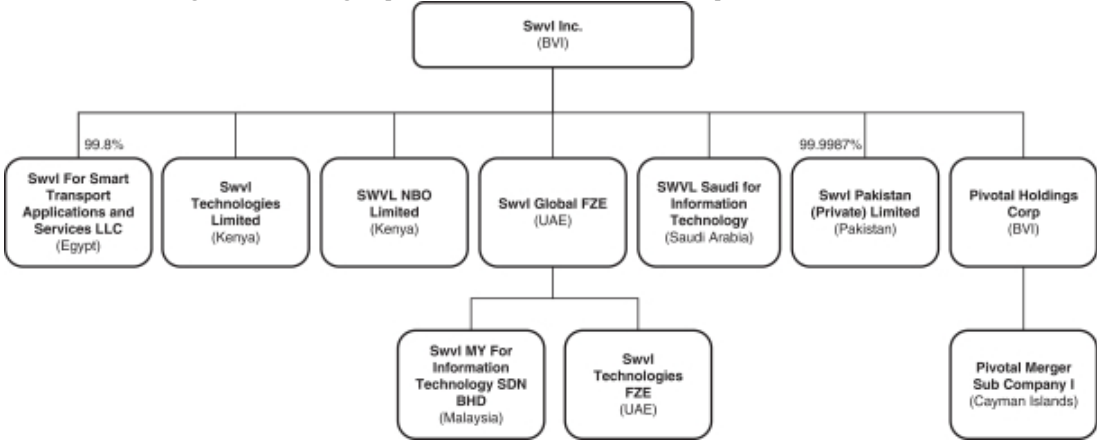 Swvl Inc.
(BVI)
99.8%
99.9987%
Swvl For Smart
Transport
Applications and
Services LLC
(Egypt)
Swvl
Technologies
Limited
(Kenya)
SWVL NBO
Limited
(Kenya)
Swvl Global FZE
(UAE)
SWVL Saudi for
Information
Technology
(Saudi Arabia)
Swvl Pakistan
(Private) Limited
(Pakistan)
Pivotal Holdings
Corp
(BVI)
Swvl MY For
Information
Technology SDN
BHD
(Malaysia)
Swvl
Technologies
FZE
(UAE)
Pivotal Merger
Sub Company I
(Cayman Islands)